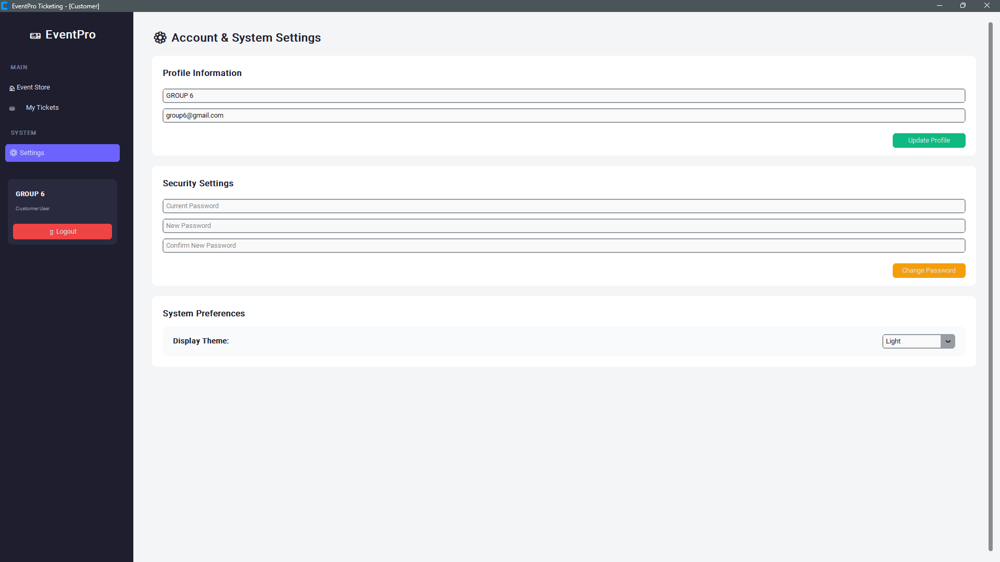 EventPro Ticketing - [Customer]
EventPro
MAIN
Event Store
My Tickets
SYSTEM
Settings
GROUP 6
Customer User
Logout
Account & System Settings
Profile Information
GROUP 6
group6@gmail.com
Update Profile
Security Settings
Current Password
New Password
Confirm New Password
Change Password
System Preferences
Display Theme:
Light